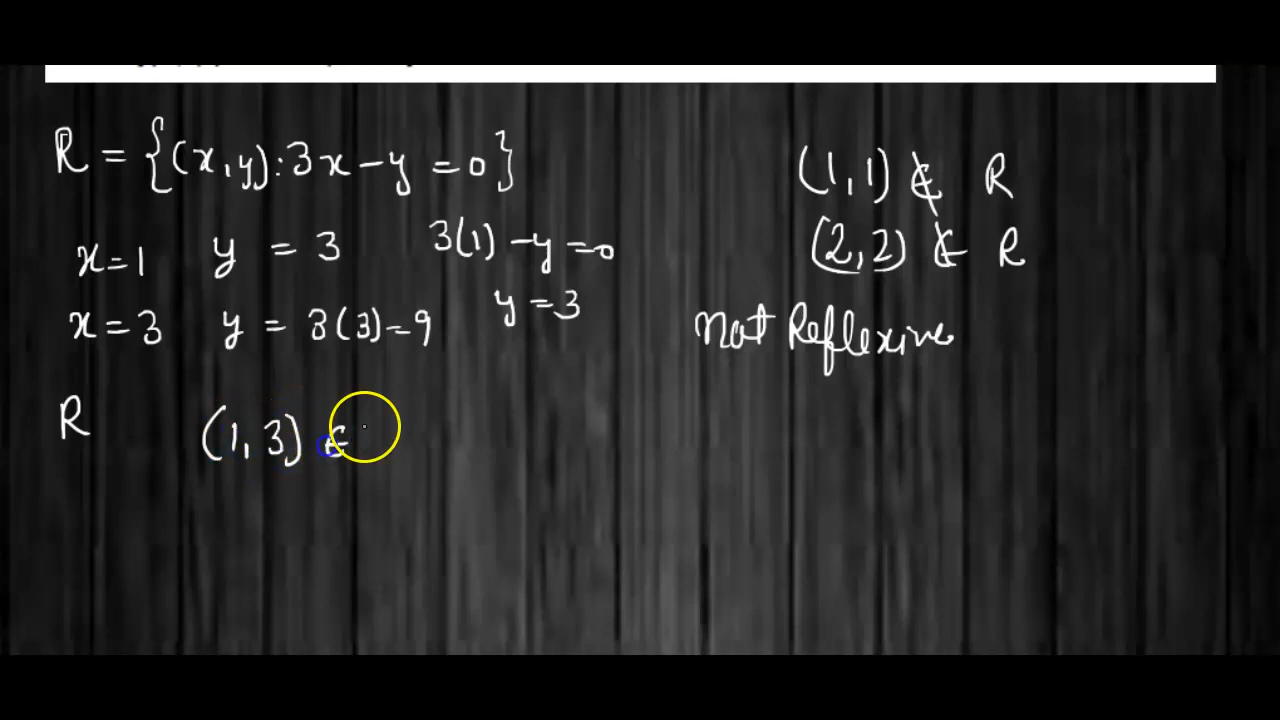 R = {(x,y):3x-y=0}
x=1 y = 3 3(1)-y=0
y=3
x=3 y = 3(3)=9
R (1,3) ∈
(1,1) ∉ R
(2,2) ∉ R
not Reflexive